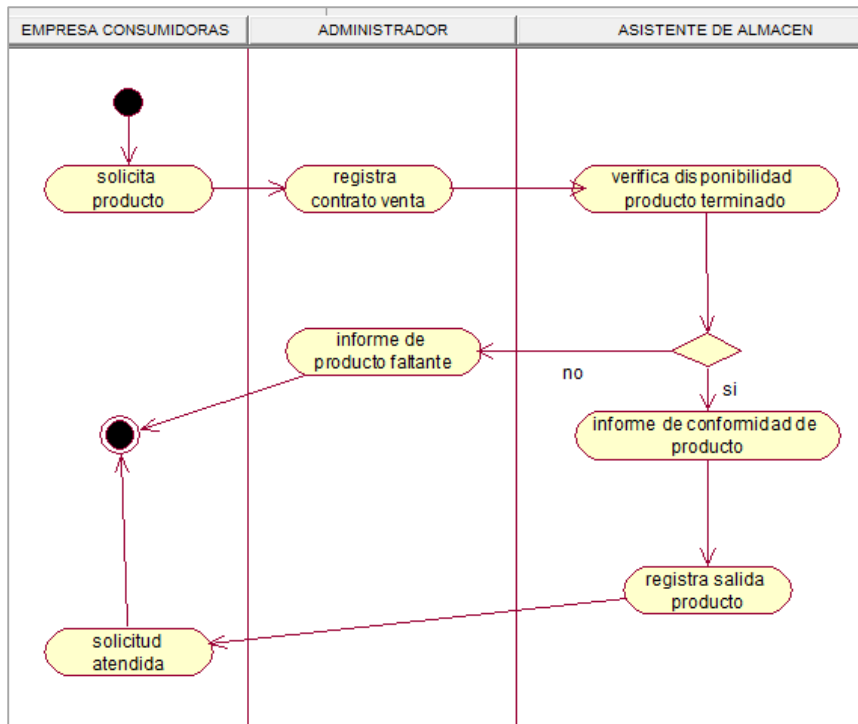 EMPRESA CONSUMIDORAS
ADMINISTRADOR
ASISTENTE DE ALMACEN
solicita
producto
registra
contrato venta
verifica disponibilidad
producto terminado
informe de
producto faltante
no
si
informe de conformidad de
producto
registra salida
producto
solicitud
atendida